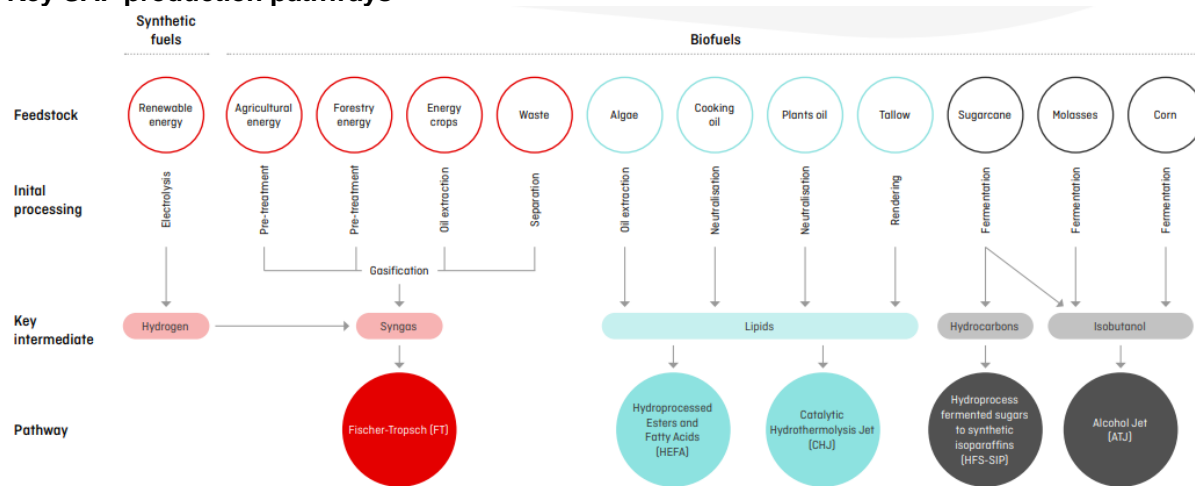 Synthetic
fuels
Biofuels
Feedstock
Renewable
energy
Agricultural
energy
Forestry
energy
Energy
crops
Waste
Algae
Cooking
oil
Plants oil
Tallow
Sugarcane
Molasses
Corn
Inital
processing
Electrolysis
Pre-treatment
Pre-treatment
Oil extraction
Separation
Oil extraction
Neutralisation
Neutralisation
Rendering
Fermentation
Fermentation
Fermentation
Gasification
Key
intermediate
Hydrogen
Syngas
Lipids
Hydrocarbons
Isobutanol
Pathway
Fischer-Tropsch (FT)
Hydroprocessed
Esters and
Fatty Acids
(HEFA)
Catalytic
Hydrothermolysis Jet
(CHJ)
Hydroprocess
fermented sugars
to synthetic
isoparaffins
(HFS-SIP)
Alcohol Jet
(ATJ)